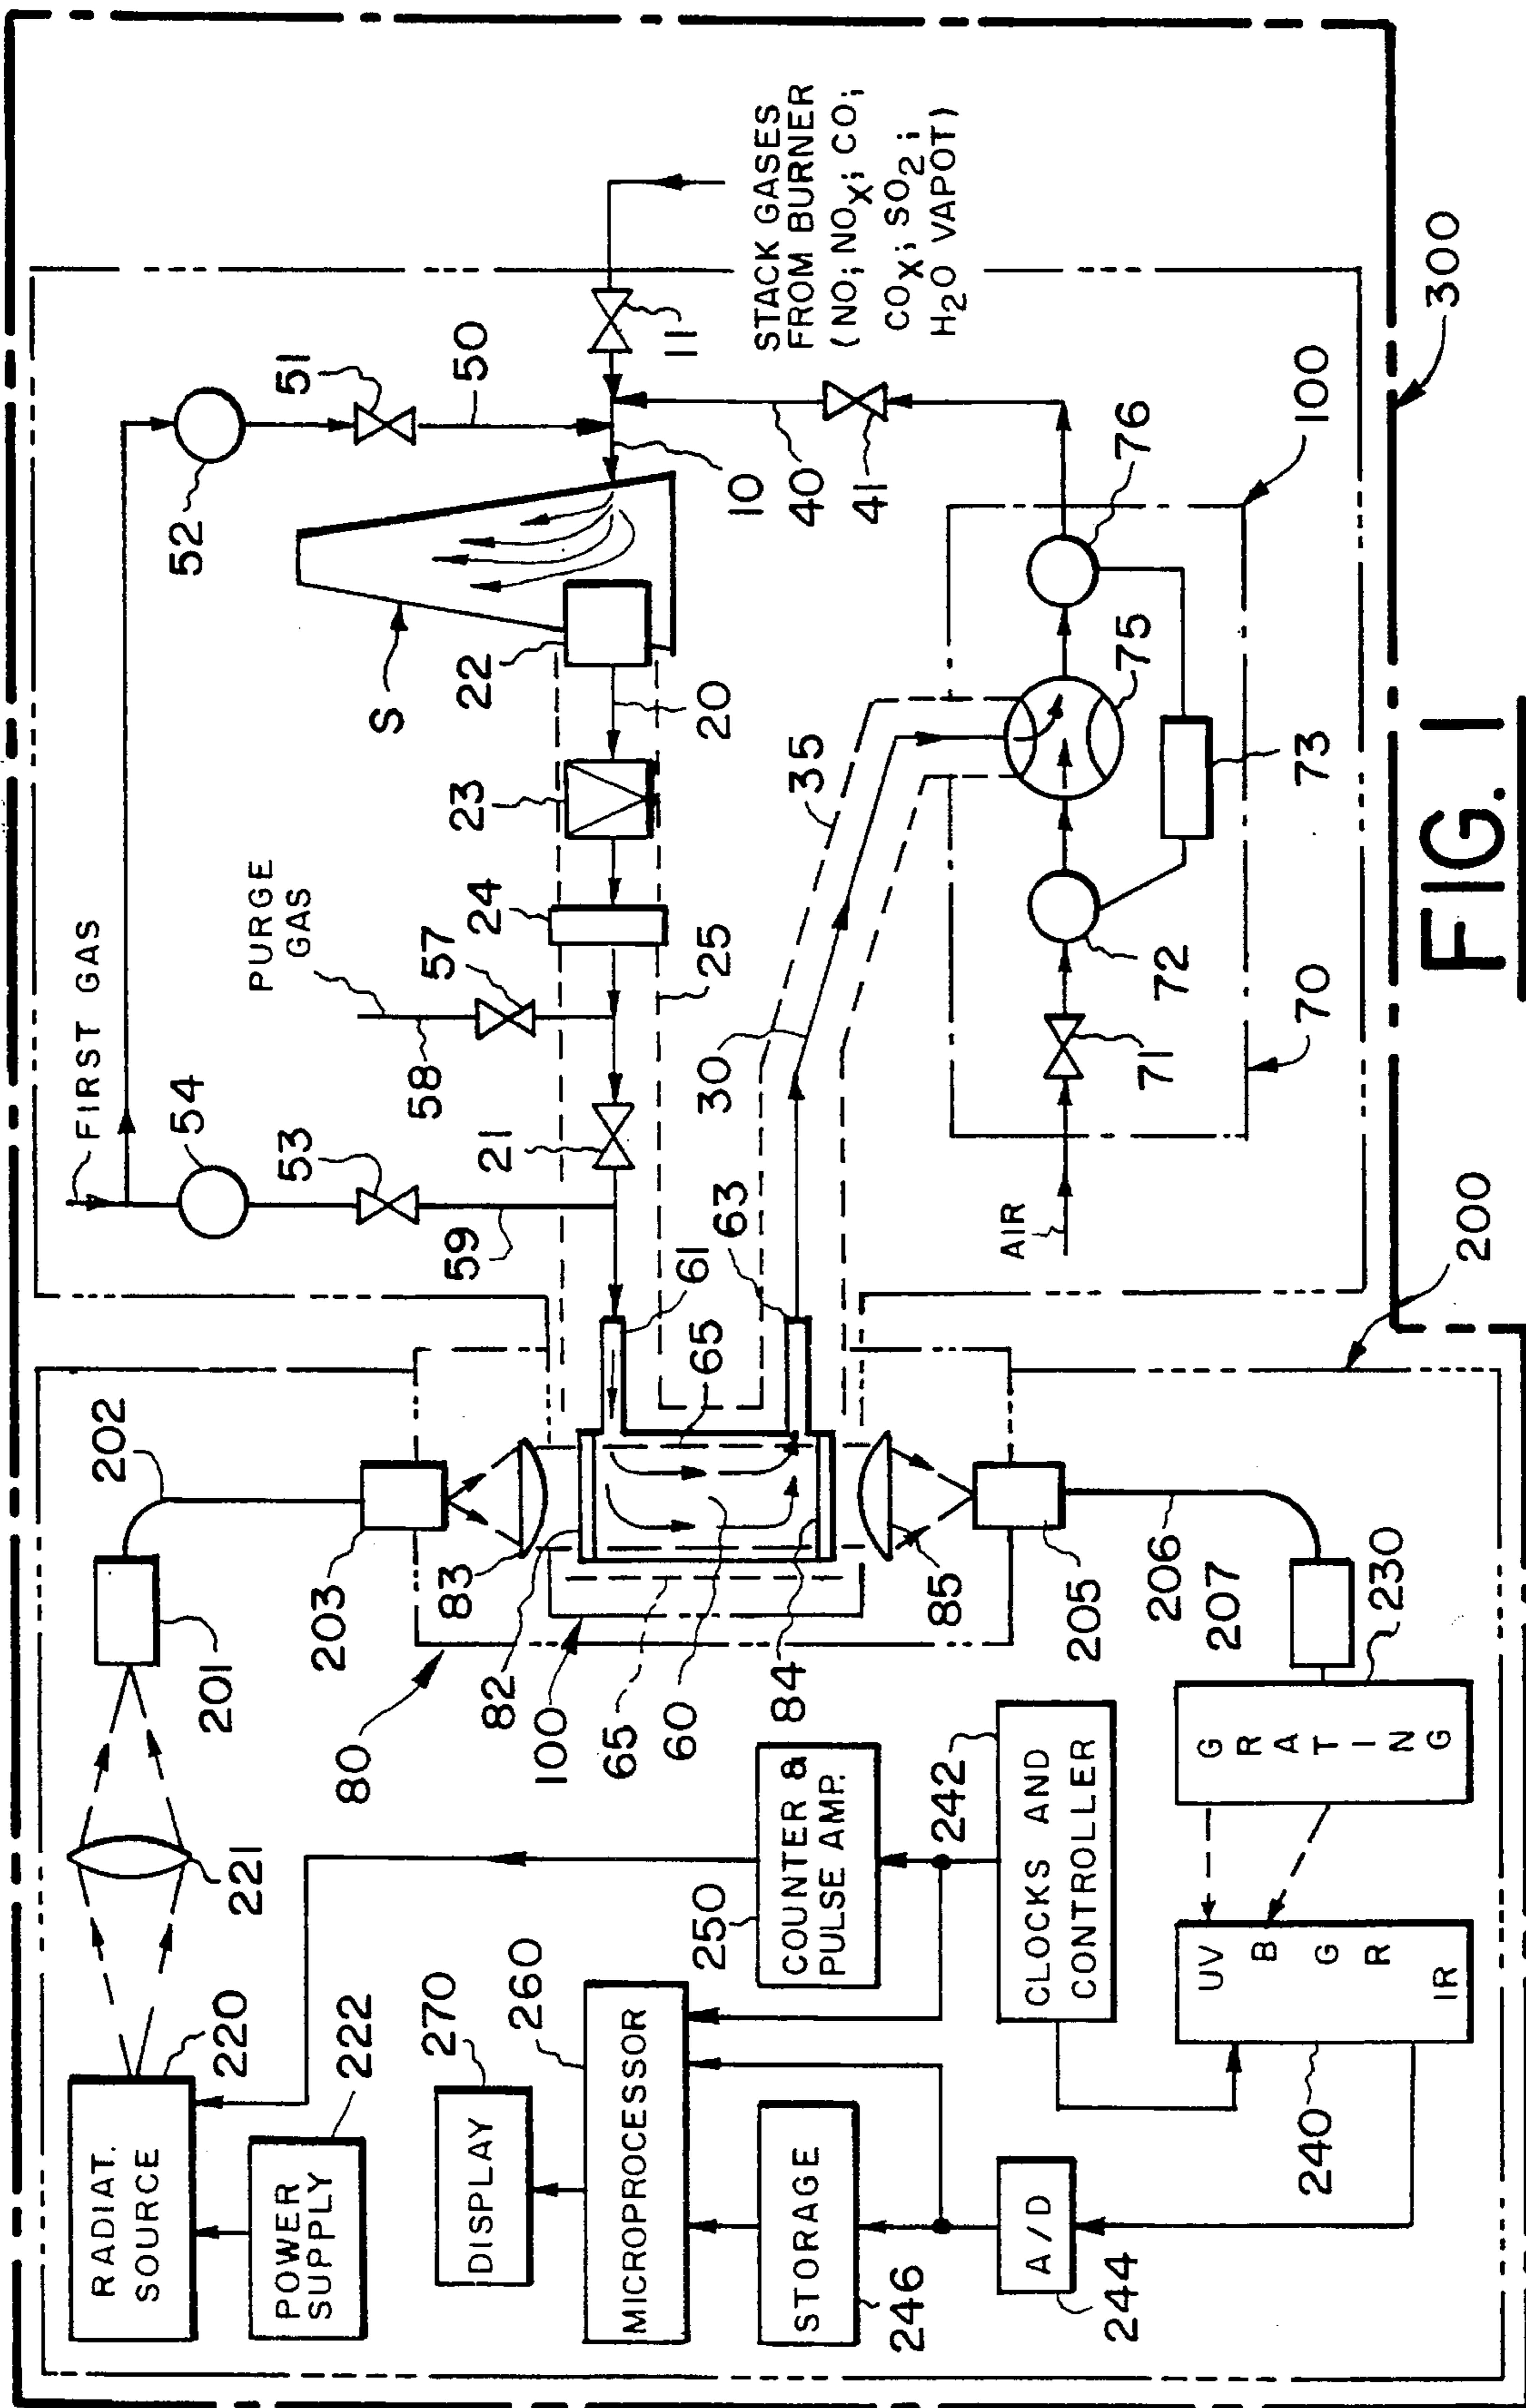 RADIAT.
SOURCE
220
221
201
202
FIRST GAS
54
52
POWER
SUPPLY
222
203
53
51
PURGE
GAS
58
57
S
80
83
59
50
DISPLAY
270
82
100
61
21
24
23
22
MICROPROCESSOR
260
65
60
65
25
20
10
11
250
COUNTER &
PULSE AMP.
84
63
30
35
40
41
STACK GASES
FROM BURNER
(NO; NOX; CO;
COX; SO2;
H2O VAPOT)
STORAGE
246
242
85
205
AIR
71
72
75
76
A/D
244
CLOCKS AND
CONTROLLER
206
207
73
240
UV
B
G
R
IR
GRATING
230
70
100
200
300
FIG. 1